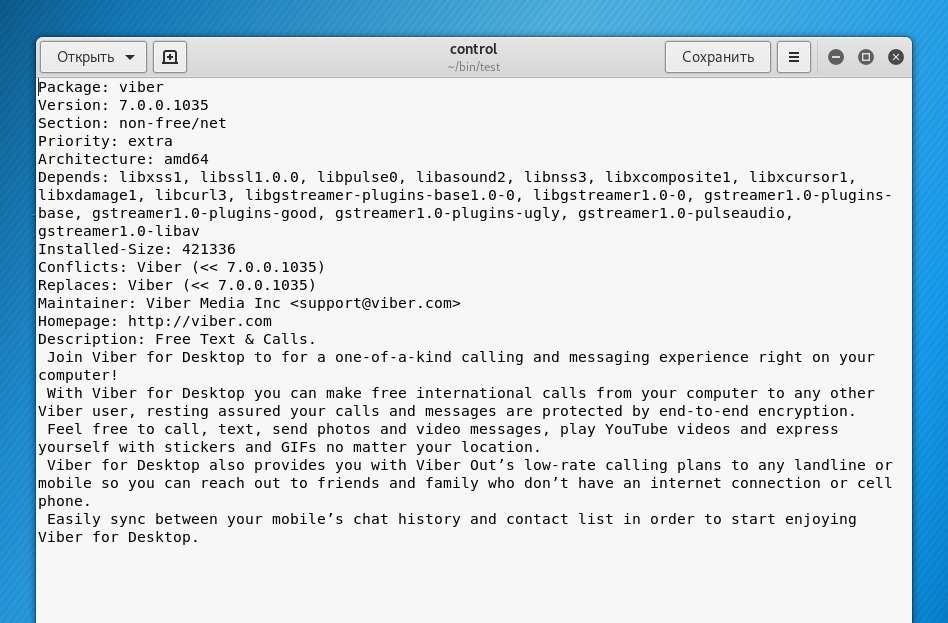 Открыть
control
~/bin/test
Сохранить
Package: viber
Version: 7.0.0.1035
Section: non-free/net
Priority: extra
Architecture: amd64
Depends: libxss1, libssl1.0.0, libpulse0, libasound2, libnss3, libxcomposite1, libxcursor1,
libxdamage1, libcurl3, libgstreamer-plugins-base1.0-0, libgstreamer1.0-0, gstreamer1.0-plugins-
base, gstreamer1.0-plugins-good, gstreamer1.0-plugins-ugly, gstreamer1.0-pulseaudio,
gstreamer1.0-libav
Installed-Size: 421336
Conflicts: Viber (<< 7.0.0.1035)
Replaces: Viber (<< 7.0.0.1035)
Maintainer: Viber Media Inc <support@viber.com>
Homepage: http://viber.com
Description: Free Text & Calls.
 Join Viber for Desktop to for a one-of-a-kind calling and messaging experience right on your
computer!
 With Viber for Desktop you can make free international calls from your computer to any other
Viber user, resting assured your calls and messages are protected by end-to-end encryption.
 Feel free to call, text, send photos and video messages, play YouTube videos and express
yourself with stickers and GIFs no matter your location.
 Viber for Desktop also provides you with Viber Out’s low-rate calling plans to any landline or
mobile so you can reach out to friends and family who don’t have an internet connection or cell
phone.
 Easily sync between your mobile’s chat history and contact list in order to start enjoying
Viber for Desktop.